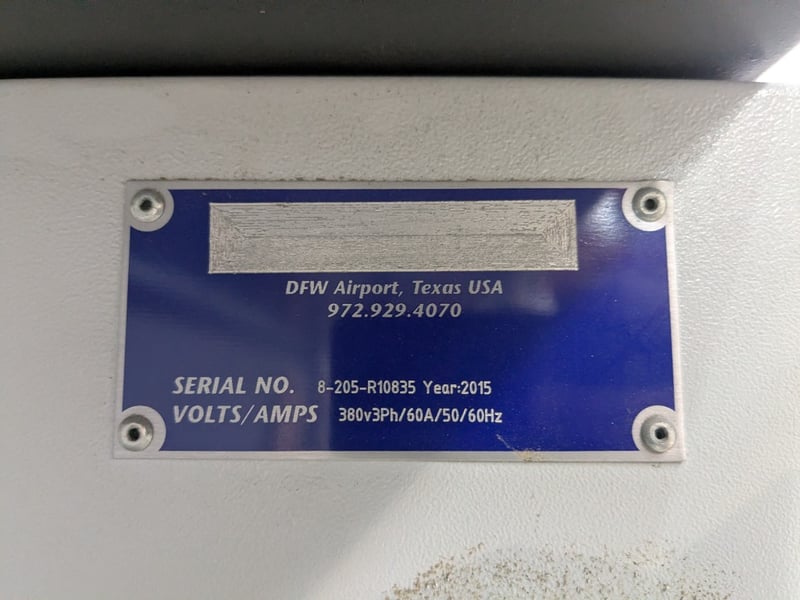 DFW Airport, Texas USA
972.929.4070
SERIAL NO. 8-205-R10835 Year:2015
VOLTS/AMPS 380v3Ph/60A/50/60Hz